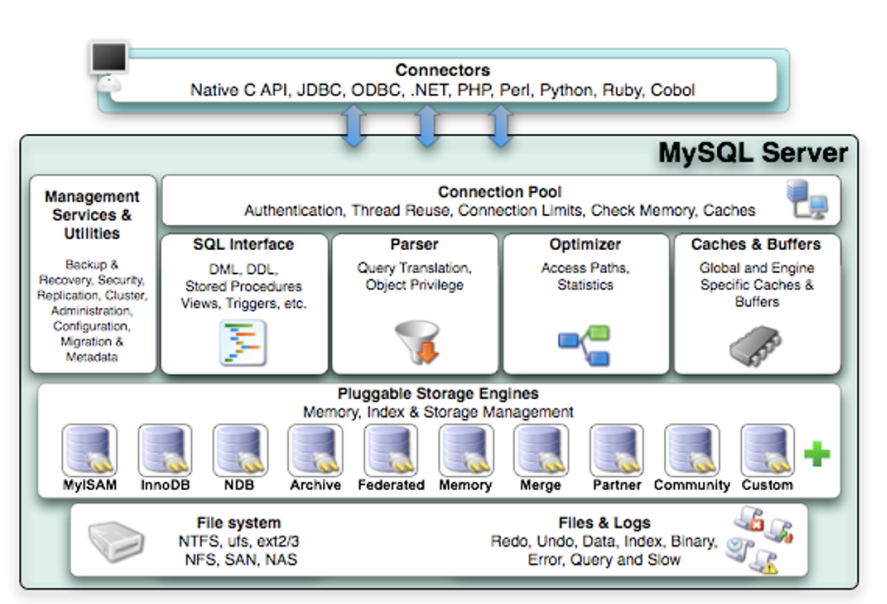 Connectors
Native C API, JDBC, ODBC, .NET, PHP, Perl, Python, Ruby, Cobol
MySQL Server
Management
Services &
Utilities
Backup &
Recovery, Security,
Replication, Cluster,
Administration,
Configuration,
Migration &
Metadata
Connection Pool
Authentication, Thread Reuse, Connection Limits, Check Memory, Caches
SQL Interface
DML, DDL,
Stored Procedures
Views, Triggers, etc.
Parser
Query Translation,
Object Privilege
Optimizer
Access Paths,
Statistics
Caches & Buffers
Global and Engine
Specific Caches &
Buffers
Pluggable Storage Engines
Memory, Index & Storage Management
MyISAM
InnoDB
NDB
Archive
Federated
Memory
Merge
Partner
Community
Custom
File system
NTFS, ufs, ext2/3
NFS, SAN, NAS
Files & Logs
Redo, Undo, Data, Index, Binary,
Error, Query and Slow